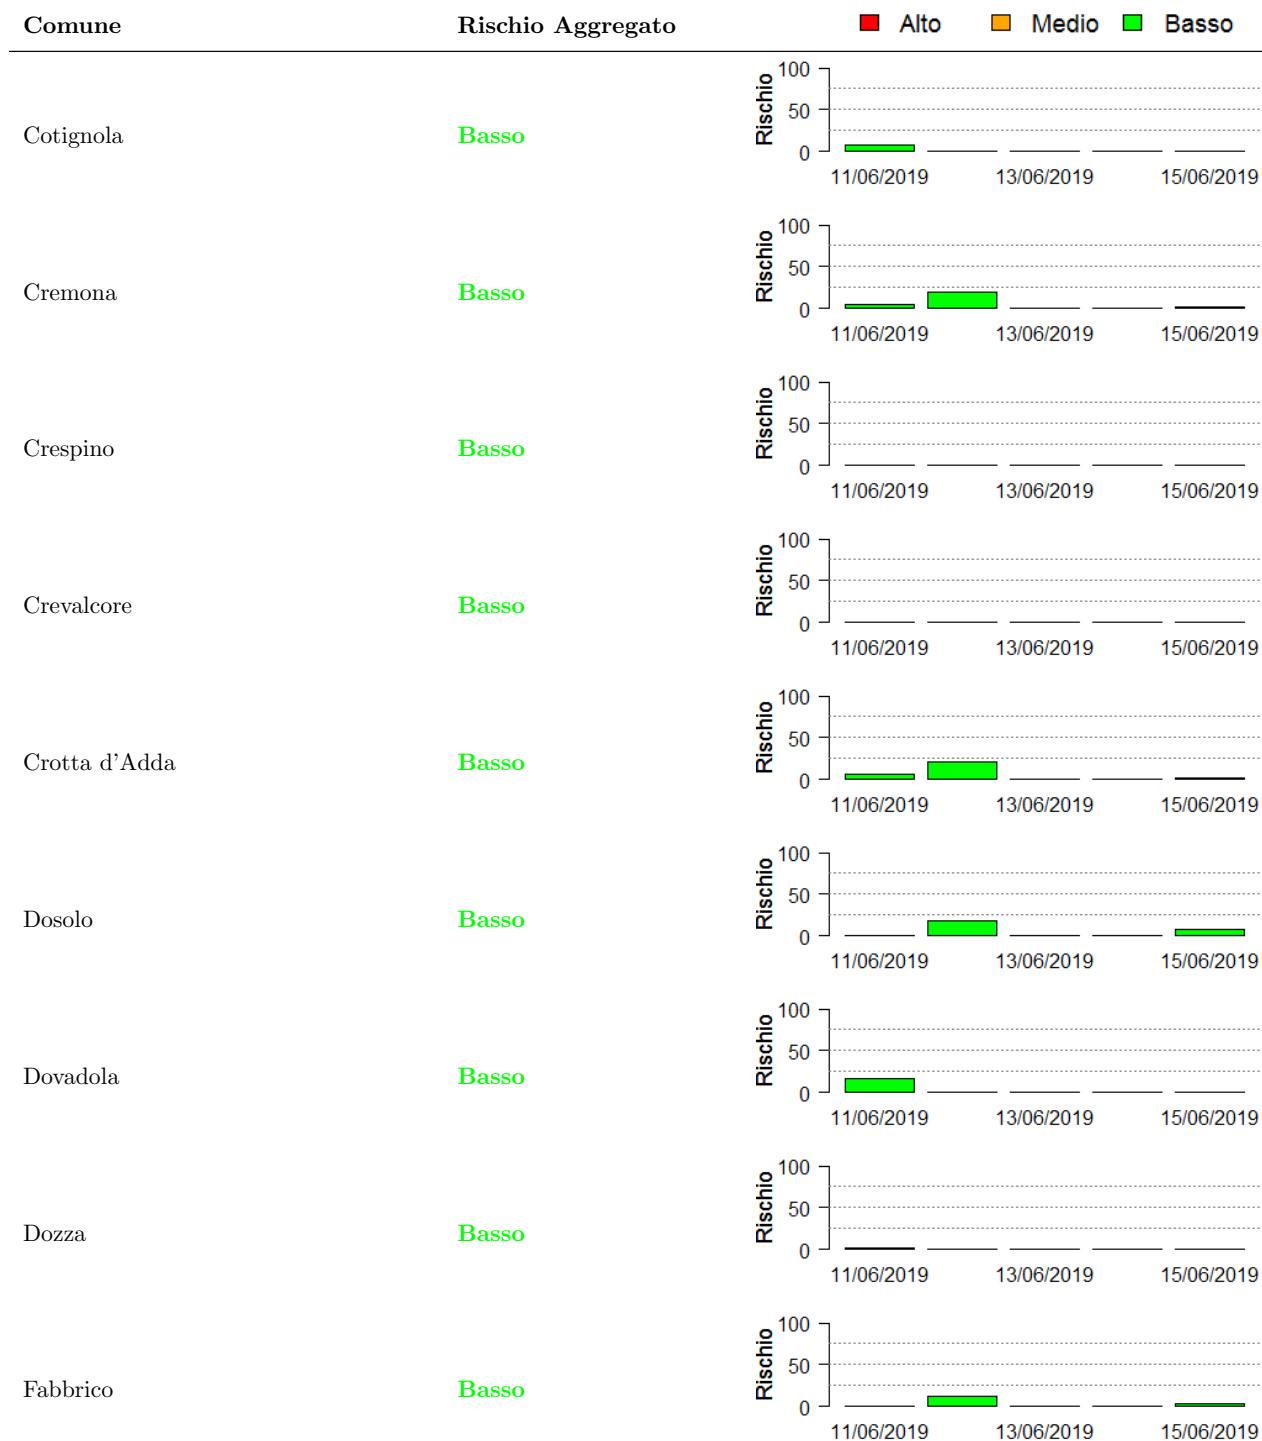 Comune Rischio Aggregato Alto Medio Basso
Cotignola Basso Rischio 100 50 0
11/06/2019 13/06/2019 15/06/2019
Cremona Basso Rischio 100 50 0
11/06/2019 13/06/2019 15/06/2019
Crespino Basso Rischio 100 50 0
11/06/2019 13/06/2019 15/06/2019
Crevalcore Basso Rischio 100 50 0
11/06/2019 13/06/2019 15/06/2019
Crotta d'Adda Basso Rischio 100 50 0
11/06/2019 13/06/2019 15/06/2019
Dosolo Basso Rischio 100 50 0
11/06/2019 13/06/2019 15/06/2019
Dovadola Basso Rischio 100 50 0
11/06/2019 13/06/2019 15/06/2019
Dozza Basso Rischio 100 50 0
11/06/2019 13/06/2019 15/06/2019
Fabbrico Basso Rischio 100 50 0
11/06/2019 13/06/2019 15/06/2019